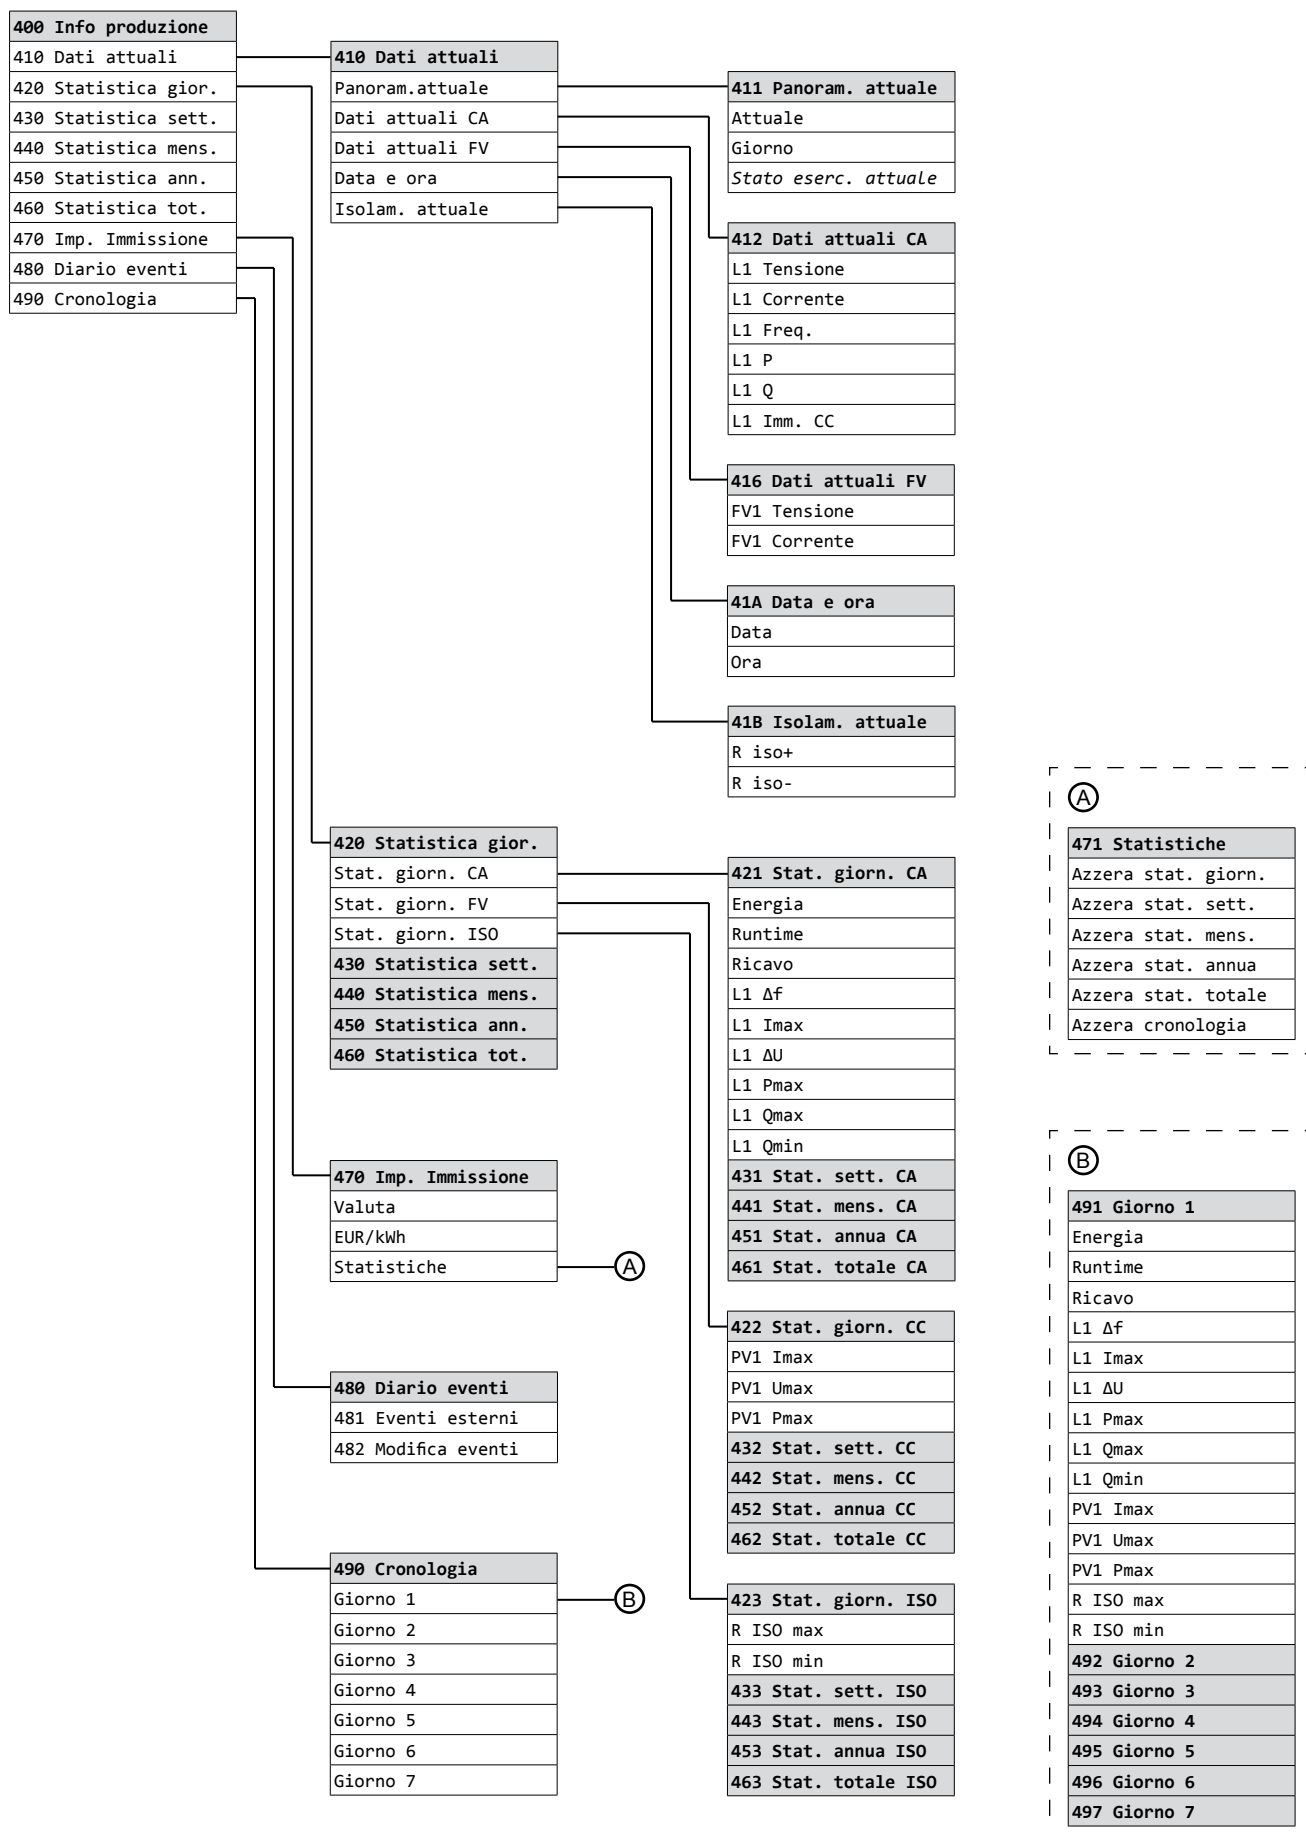 400 Info produzione
410 Dati attuali
420 Statistica gior.
430 Statistica sett.
440 Statistica mens.
450 Statistica ann.
460 Statistica tot.
470 Imp. Immissione
480 Diario eventi
490 Cronologia
410 Dati attuali
Panoram.attuale
Dati attuali CA
Dati attuali FV
Data e ora
Isolam. attuale
411 Panoram. attuale
Attuale
Giorno
Stato eserc. attuale
412 Dati attuali CA
L1 Tensione
L1 Corrente
L1 Freq.
L1 P
L1 Q
L1 Imm. CC
416 Dati attuali FV
FV1 Tensione
FV1 Corrente
41A Data e ora
Data
Ora
41B Isolam. attuale
R iso+
R iso-
420 Statistica gior.
Stat. giorn. CA
Stat. giorn. FV
Stat. giorn. ISO
430 Statistica sett.
440 Statistica mens.
450 Statistica ann.
460 Statistica tot.
421 Stat. giorn. CA
Energia
Runtime
Ricavo
L1 Δf
L1 Imax
L1 ΔU
L1 Pmax
L1 Qmax
L1 Qmin
431 Stat. sett. CA
441 Stat. mens. CA
451 Stat. annua CA
461 Stat. totale CA
422 Stat. giorn. CC
PV1 Imax
PV1 Umax
PV1 Pmax
432 Stat. sett. CC
442 Stat. mens. CC
452 Stat. annua CC
462 Stat. totale CC
423 Stat. giorn. ISO
R ISO max
R ISO min
433 Stat. sett. ISO
443 Stat. mens. ISO
453 Stat. annua ISO
463 Stat. totale ISO
470 Imp. Immissione
Valuta
EUR/kWh
Statistiche
A
480 Diario eventi
481 Eventi esterni
482 Modifica eventi
490 Cronologia
Giorno 1
B
Giorno 2
Giorno 3
Giorno 4
Giorno 5
Giorno 6
Giorno 7
A
471 Statistiche
Azzera stat. giorn.
Azzera stat. sett.
Azzera stat. mens.
Azzera stat. annua
Azzera stat. totale
Azzera cronologia
B
491 Giorno 1
Energia
Runtime
Ricavo
L1 Δf
L1 Imax
L1 ΔU
L1 Pmax
L1 Qmax
L1 Qmin
PV1 Imax
PV1 Umax
PV1 Pmax
R ISO max
R ISO min
492 Giorno 2
493 Giorno 3
494 Giorno 4
495 Giorno 5
496 Giorno 6
497 Giorno 7